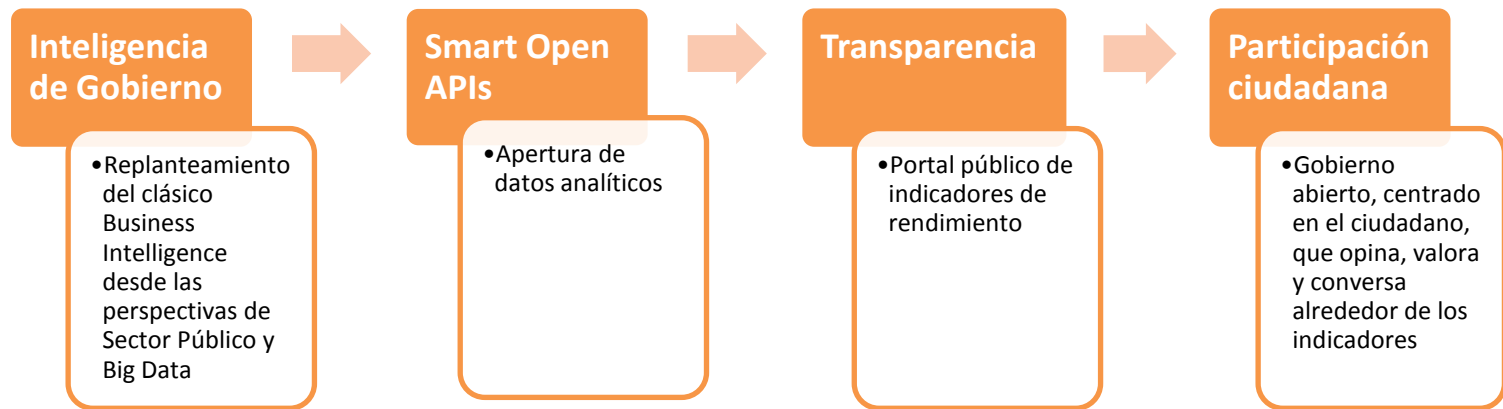 Inteligencia
de Gobierno
•Replanteamiento
del clásico
Business
Intelligence
desde las
perspectivas de
Sector Público y
Big Data
Smart Open
APIs
•Apertura de
datos analíticos
Transparencia
•Portal público de
indicadores de
rendimiento
Participación
ciudadana
•Gobierno
abierto, centrado
en el ciudadano,
que opina, valora
y conversa
alrededor de los
indicadores